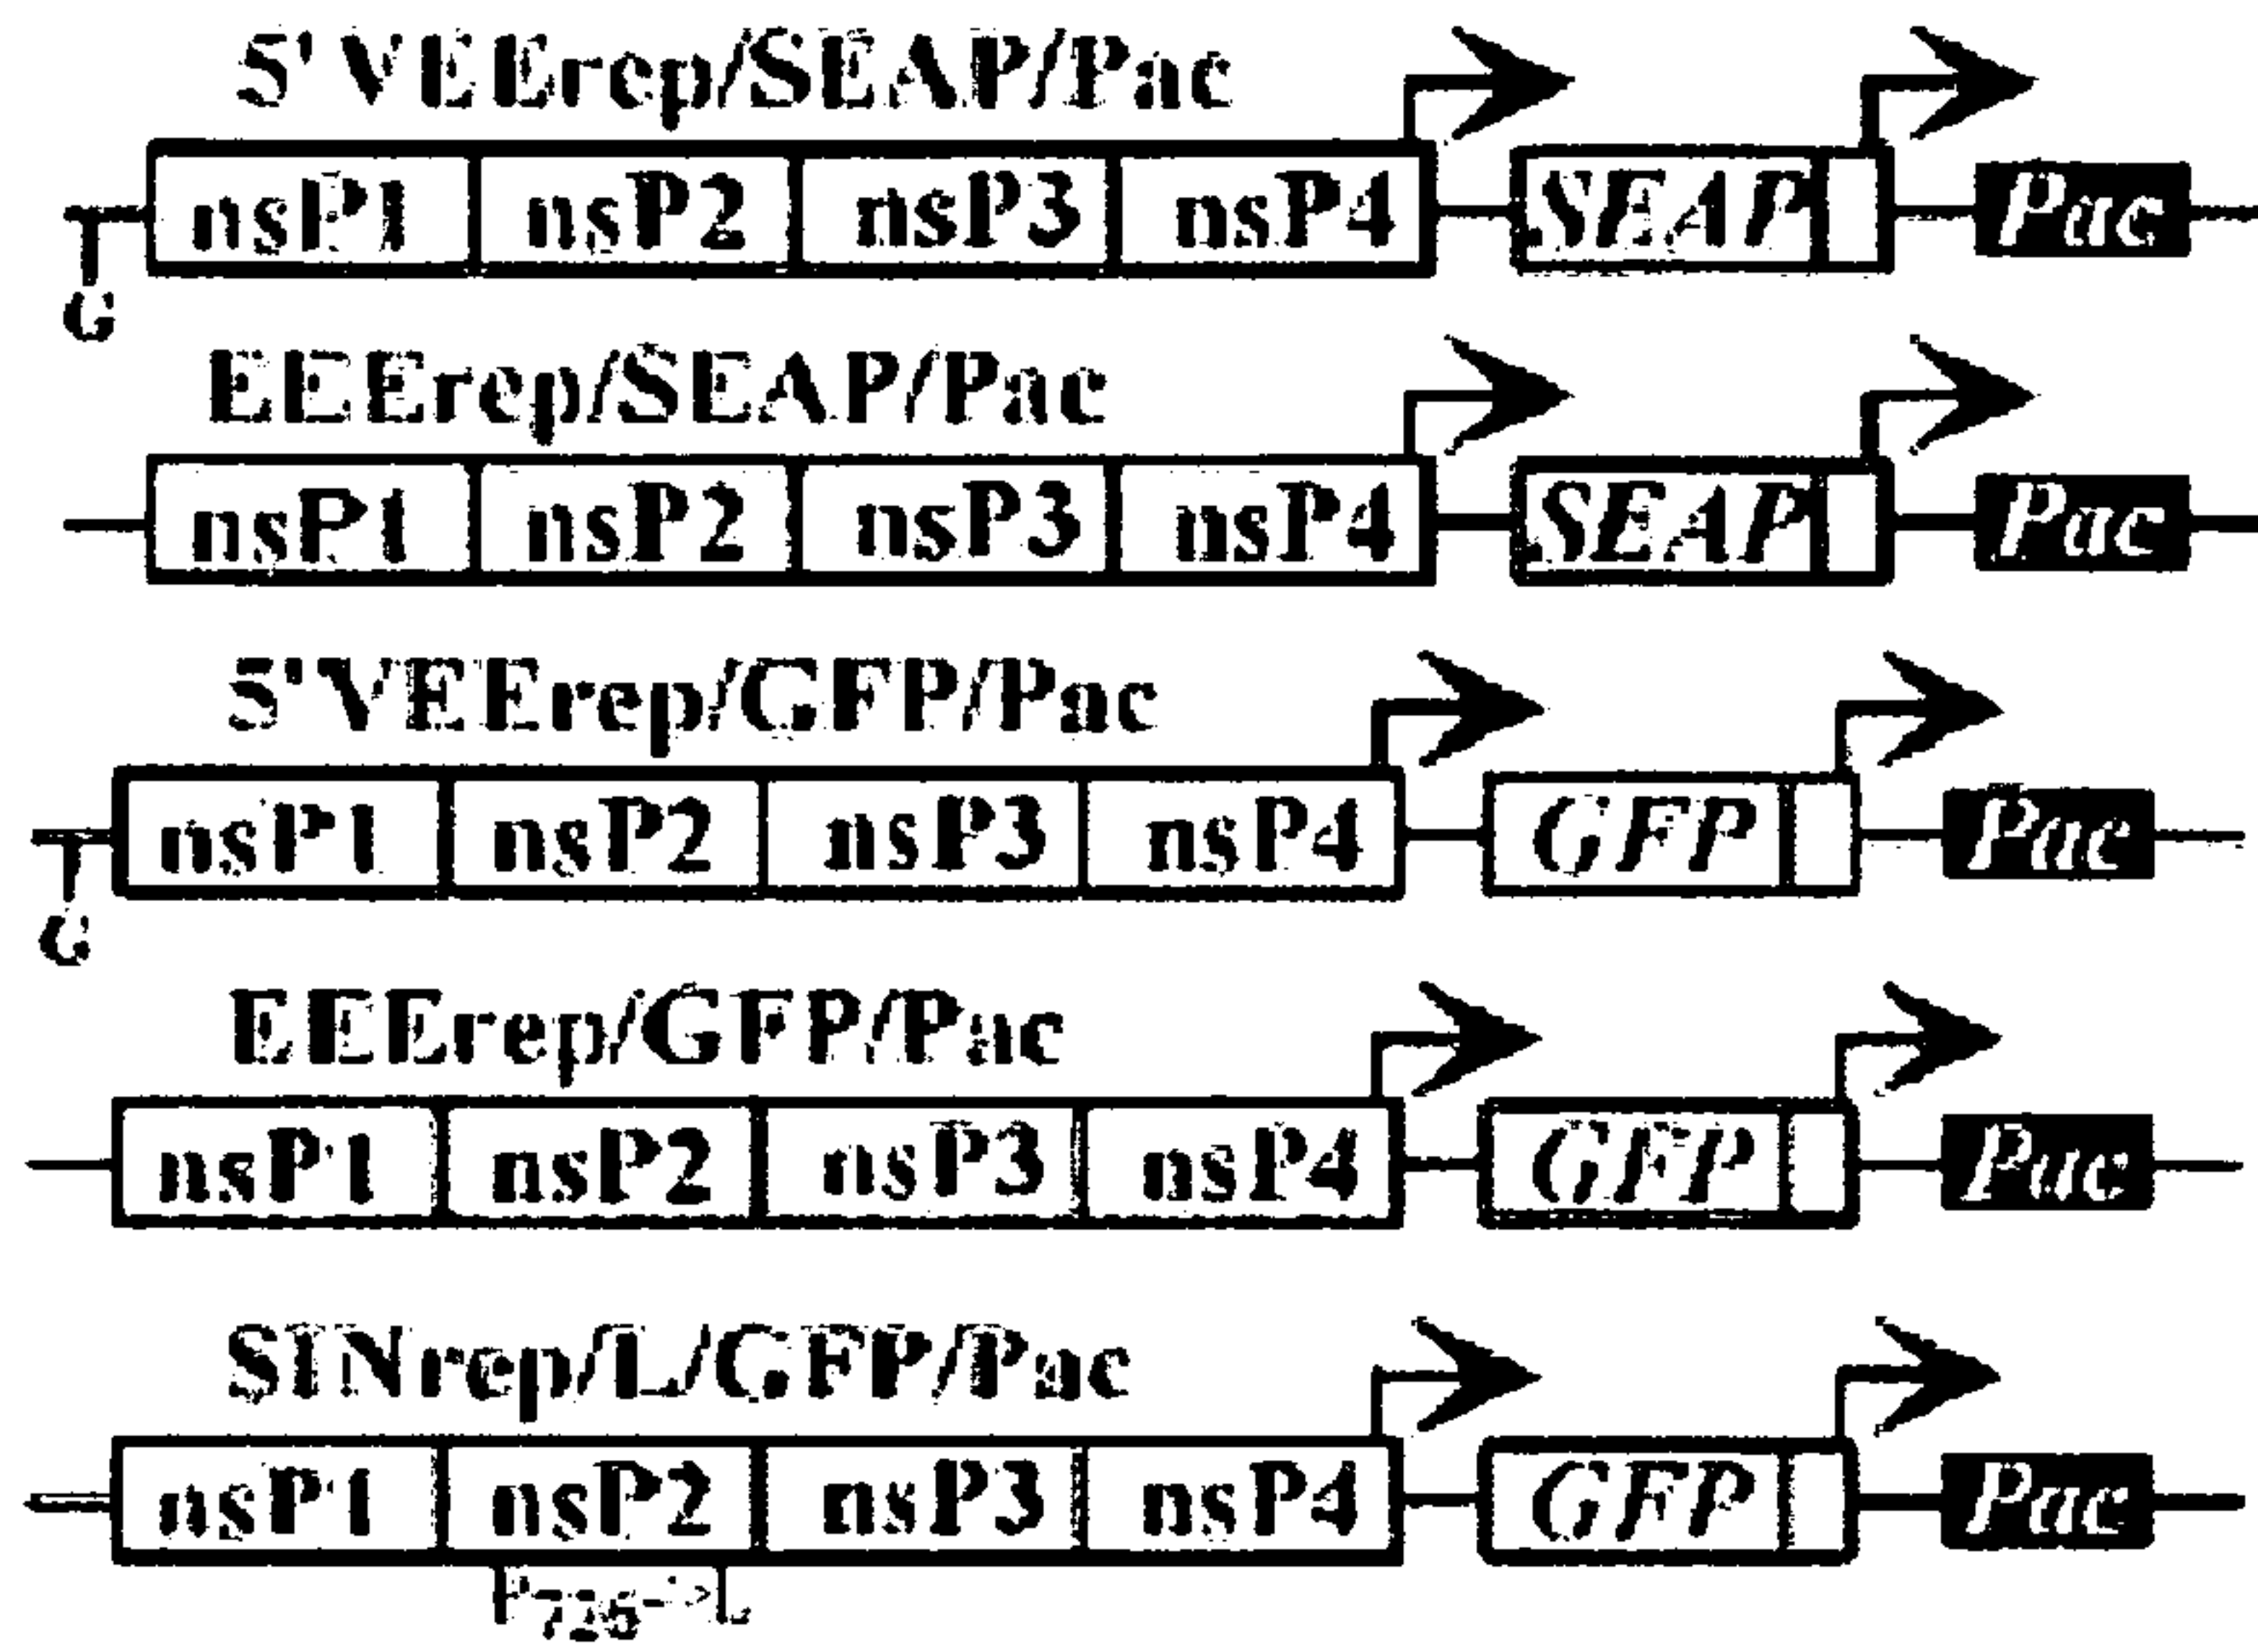 5'VEErep/SEAP/Pac
nsP1 nsP2 nsP3 nsP4 SEAP Pac
G
EEErep/SEAP/Pac
nsP1 nsP2 nsP3 nsP4 SEAP Pac
5'VEErep/GFP/Pac
nsP1 nsP2 nsP3 nsP4 GFP Pac
G
EEErep/GFP/Pac
nsP1 nsP2 nsP3 nsP4 GFP Pac
SINrep/L/GFP/Pac
nsP1 nsP2 nsP3 nsP4 GFP Pac
P726->L